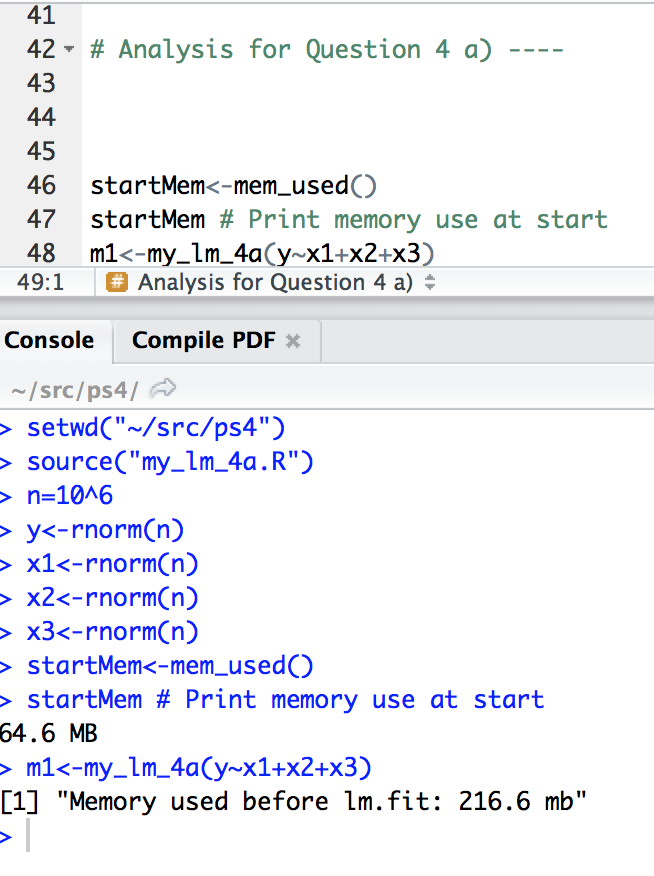 41
42 # Analysis for Question 4 a) ----
43
44
45
46 startMem<-mem_used()
47 startMem # Print memory use at start
48 m1<-my_lm_4a(y~x1+x2+x3)
49:1 # Analysis for Question 4 a)
Console Compile PDF
~/src/ps4/
> setwd("~/src/ps4")
> source("my_lm_4a.R")
> n=10^6
> y<-rnorm(n)
> x1<-rnorm(n)
> x2<-rnorm(n)
> x3<-rnorm(n)
> startMem<-mem_used()
> startMem # Print memory use at start
64.6 MB
> m1<-my_lm_4a(y~x1+x2+x3)
[1] "Memory used before lm.fit: 216.6 mb"
>